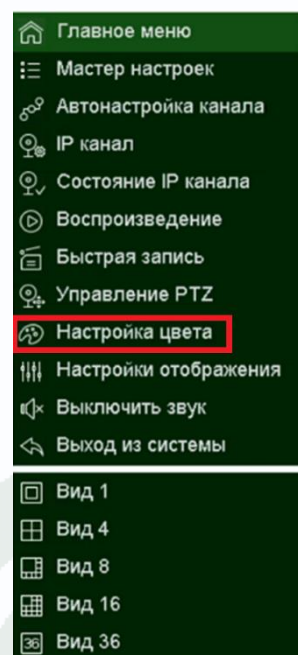 Главное меню
Мастер настроек
Автонастройка канала
IP канал
Состояние IP канала
Воспроизведение
Быстрая запись
Управление PTZ
Настройка цвета
Настройки отображения
Выключить звук
Выход из системы
Вид 1
Вид 4
Вид 8
Вид 16
36 Вид 36